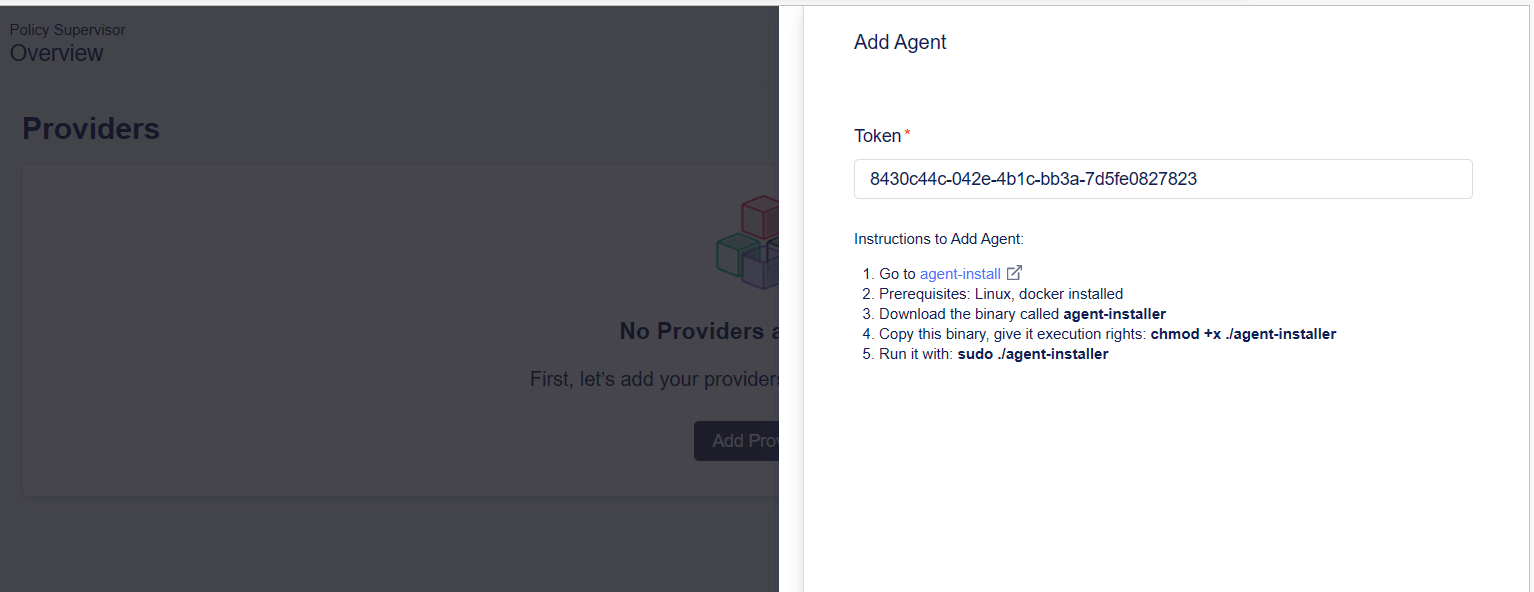 Policy Supervisor
Overview
Providers
No Providers
First, let's add your providers
Add Prov
Add Agent
Token *
8430c44c-042e-4b1c-bb3a-7d5fe0827823
Instructions to Add Agent:
1. Go to agent-install
2. Prerequisites: Linux, docker installed
3. Download the binary called agent-installer
4. Copy this binary, give it execution rights: chmod +x ./agent-installer
5. Run it with: sudo ./agent-installer